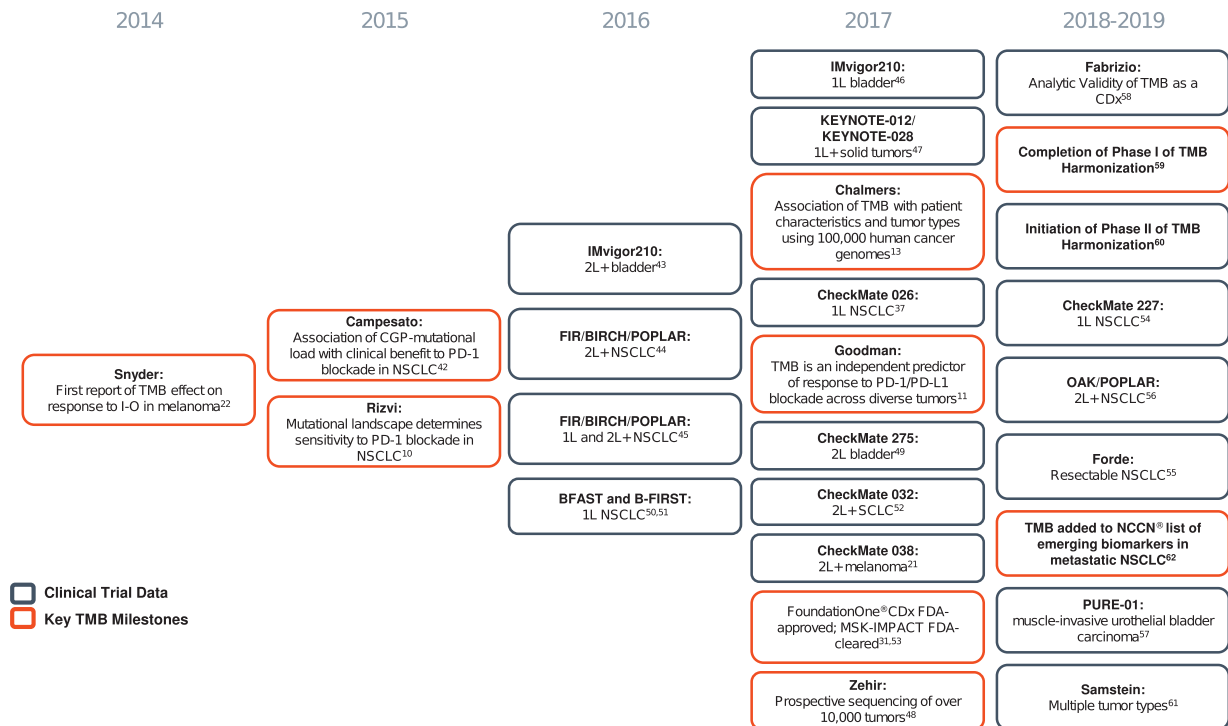 2014
2015
2016
2017
2018-2019
Snyder:
First report of TMB effect on
response to I-O in melanoma22
Campesato:
Association of CGP-mutational
load with clinical benefit to PD-1
blockade in NSCLC42
Rizvi:
Mutational landscape determines
sensitivity to PD-1 blockade in
NSCLC10
IMvigor210:
2L+ bladder43
FIR/BIRCH/POPLAR:
2L+ NSCLC44
FIR/BIRCH/POPLAR:
1L and 2L+ NSCLC45
BFAST and B-FIRST:
1L NSCLC50,51
IMvigor210:
1L bladder46
KEYNOTE-012/
KEYNOTE-028
1L+ solid tumors47
Chalmers:
Association of TMB with patient
characteristics and tumor types
using 100,000 human cancer
genomes13
CheckMate 026:
1L NSCLC37
Goodman:
TMB is an independent predictor
of response to PD-1/PD-L1
blockade across diverse tumors11
CheckMate 275:
2L bladder49
CheckMate 032:
2L+ SCLC52
CheckMate 038:
2L+ melanoma21
FoundationOne®CDx FDA-
approved; MSK-IMPACT FDA-
cleared31,53
Zehir:
Prospective sequencing of over
10,000 tumors48
Fabrizio:
Analytic Validity of TMB as a
CDx58
Completion of Phase I of TMB
Harmonization59
Initiation of Phase II of TMB
Harmonization60
CheckMate 227:
1L NSCLC54
OAK/POPLAR:
2L+ NSCLC56
Forde:
Resectable NSCLC55
TMB added to NCCN® list of
emerging biomarkers in
metastatic NSCLC62
PURE-01:
muscle-invasive urothelial bladder
carcinoma57
Samstein:
Multiple tumor types61
Clinical Trial Data
Key TMB Milestones